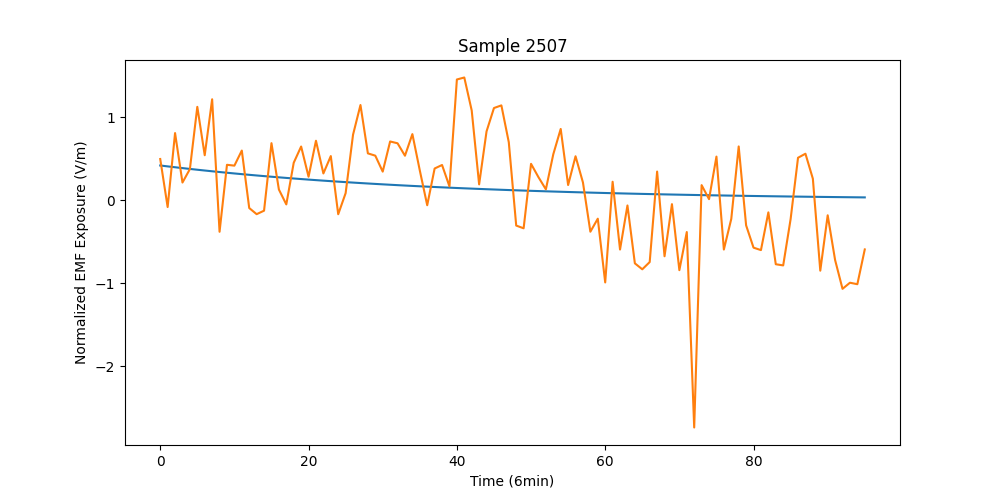 Sample 2507
Normalized EMF Exposure (V/m)
1
0
−1
−2
0 20 40 60 80
Time (6min)